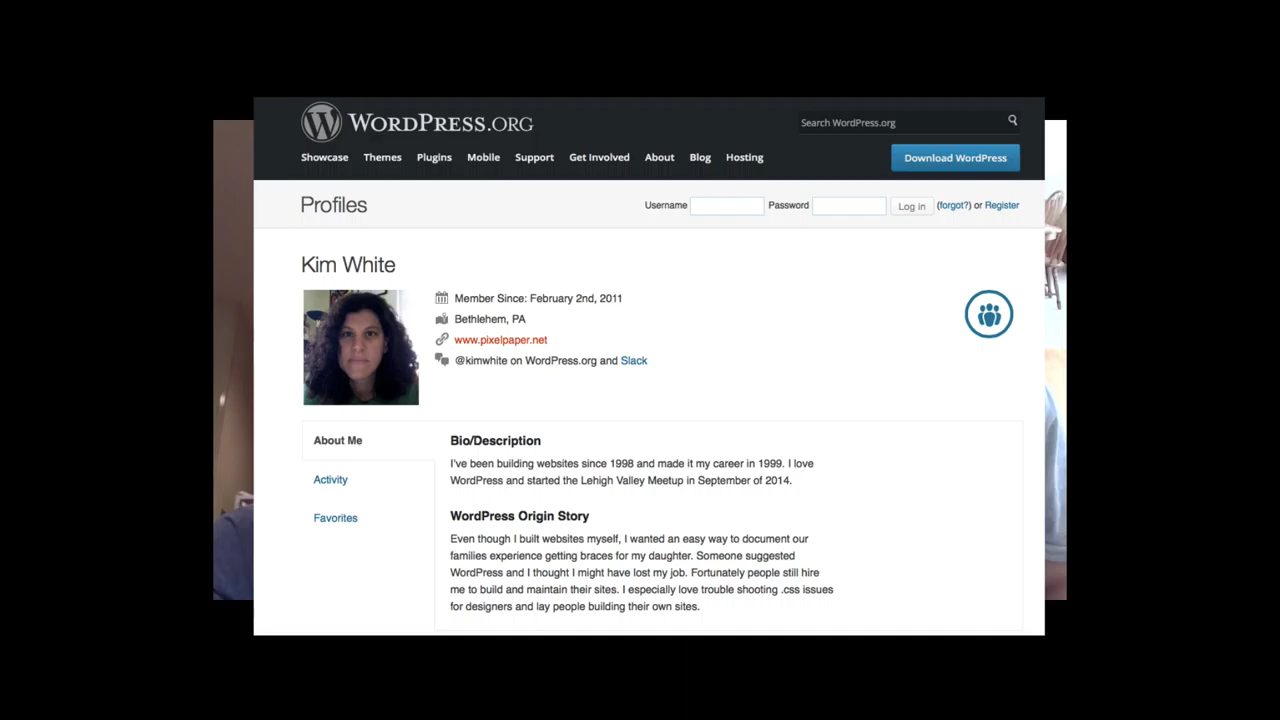 WORDPRESS.ORG
Search WordPress.org
Showcase Themes Plugins Mobile Support Get Involved About Blog Hosting
Download WordPress
Profiles
Username Password Log in (forgot?) or Register
Kim White
Member Since: February 2nd, 2011
Bethlehem, PA
www.pixelpaper.net
@kimwhite on WordPress.org and Slack
About Me
Activity
Favorites
Bio/Description
I've been building websites since 1998 and made it my career in 1999. I love
WordPress and started the Lehigh Valley Meetup in September of 2014.
WordPress Origin Story
Even though I built websites myself, I wanted an easy way to document our
families experience getting braces for my daughter. Someone suggested
WordPress and I thought I might have lost my job. Fortunately people still hire
me to build and maintain their sites. I especially love trouble shooting .css issues
for designers and lay people building their own sites.